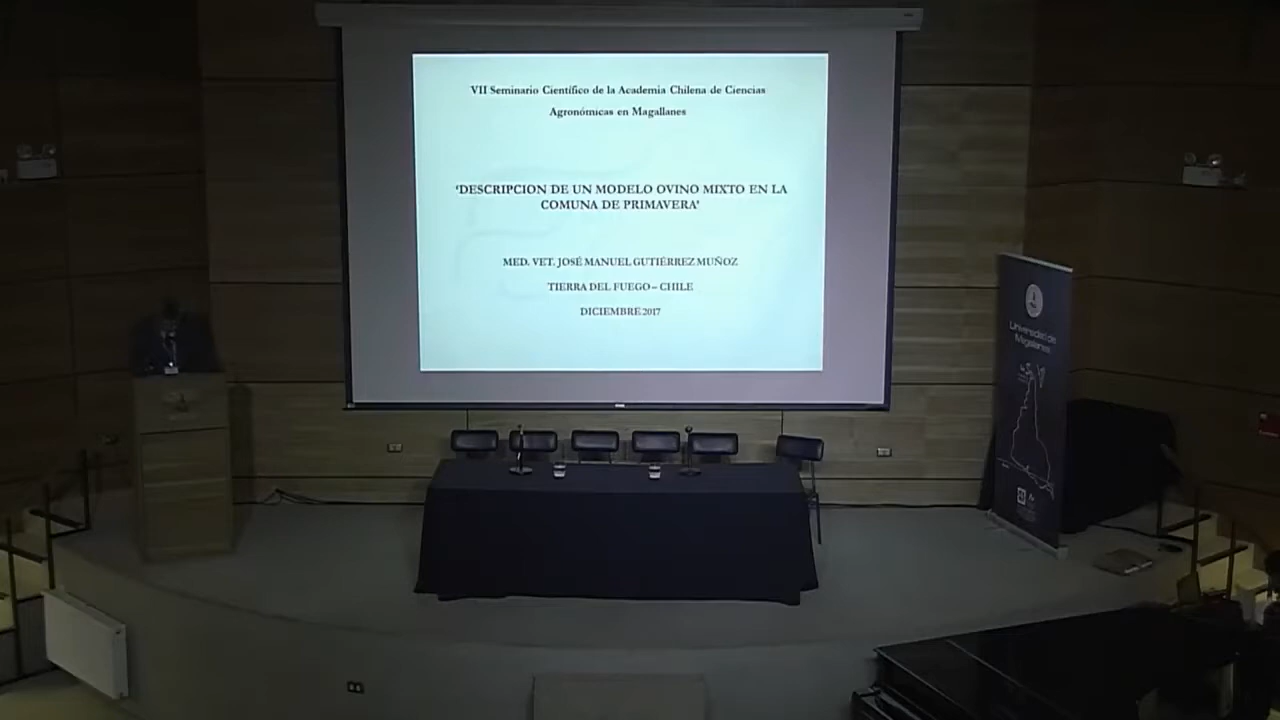 VII Seminario Científico de la Academia Chilena de Ciencias
Agronómicas en Magallanes
‘DESCRIPCION DE UN MODELO OVINO MIXTO EN LA
COMUNA DE PRIMAVERA’
MED. VET. JOSÉ MANUEL GUTIÉRREZ MUÑOZ
TIERRA DEL FUEGO – CHILE
DICIEMBRE 2017
Universidad de
Magallanes